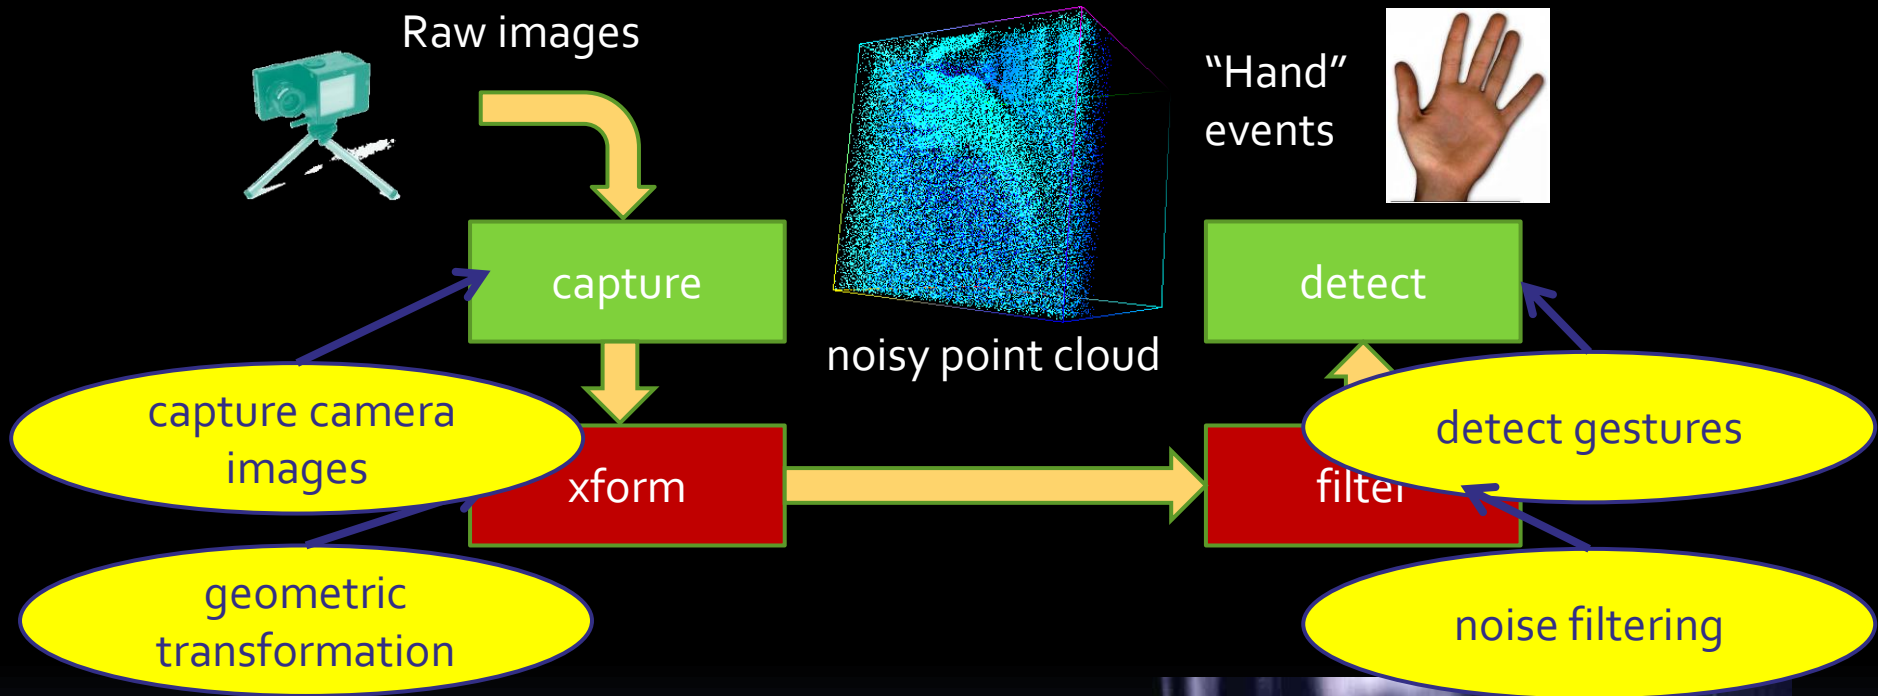 Raw images
"Hand"
events
capture
detect
noisy point cloud
capture camera
images
detect gestures
xform
filter
geometric
transformation
noise filtering